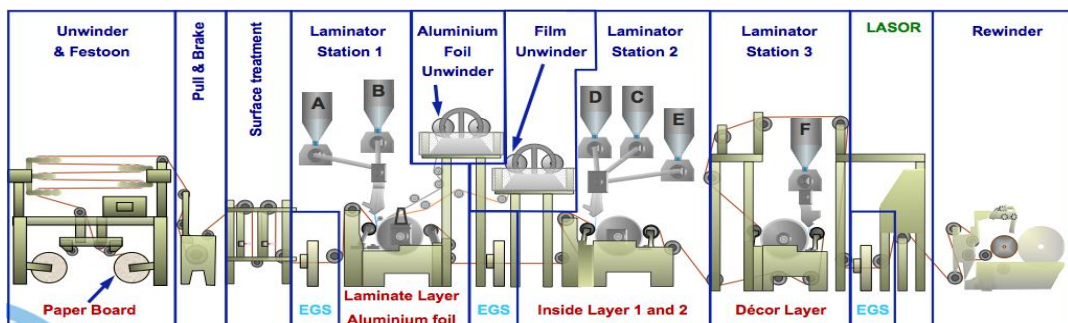 Unwinder
& Festoon
Pull & Brake
Surface treatment
Laminator
Station 1
Aluminium
Foil
Unwinder
Film
Unwinder
Laminator
Station 2
Laminator
Station 3
LASOR
Rewinder
A
B
D
C
E
F
Paper Board
EGS
Laminate Layer
Aluminium foil
EGS
Inside Layer 1 and 2
Décor Layer
EGS